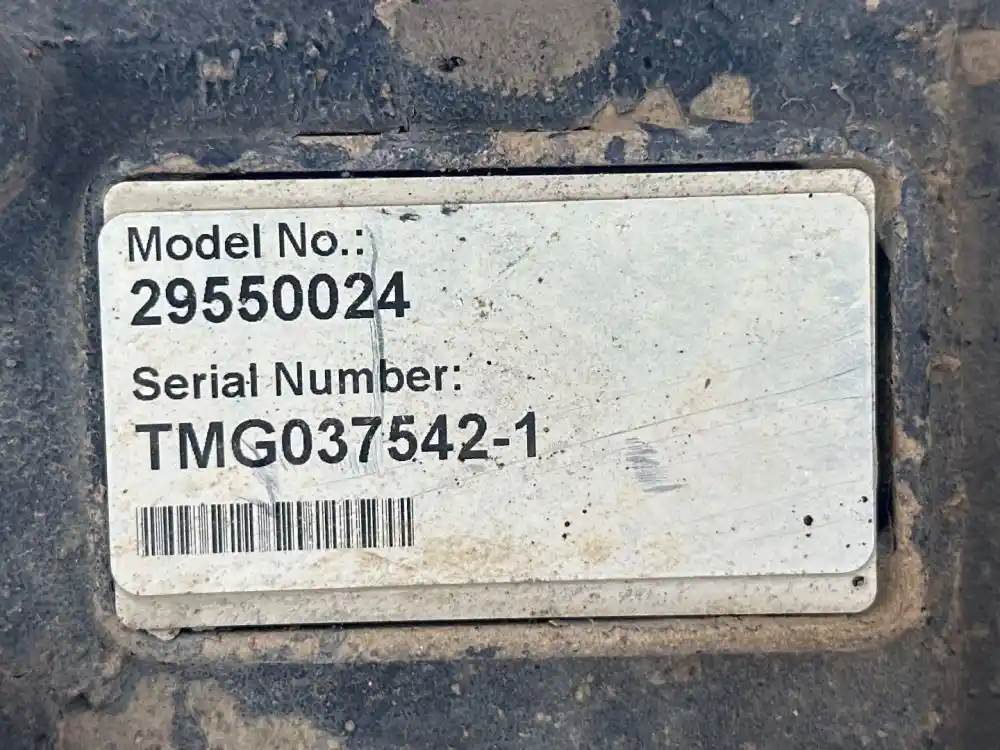 Model No.:
29550024
Serial Number:
TMG037542-1